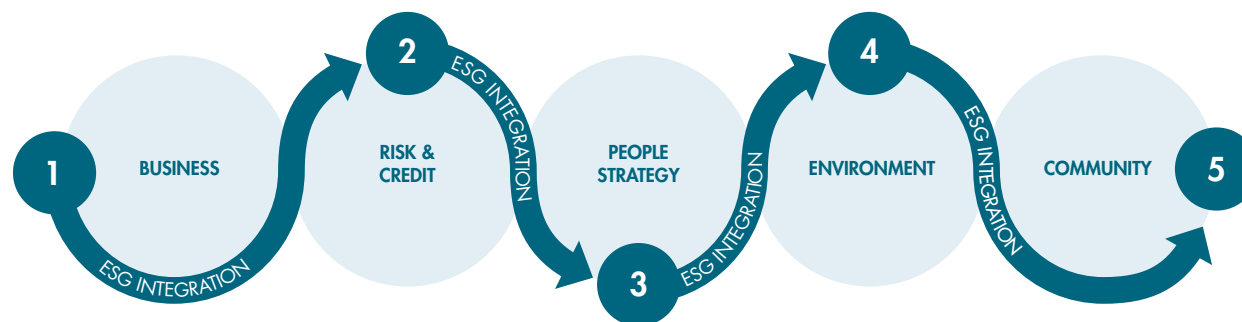 1
BUSINESS
ESG INTEGRATION
2
RISK &
CREDIT
ESG INTEGRATION
3
PEOPLE
STRATEGY
ESG INTEGRATION
4
ENVIRONMENT
ESG INTEGRATION
COMMUNITY
5